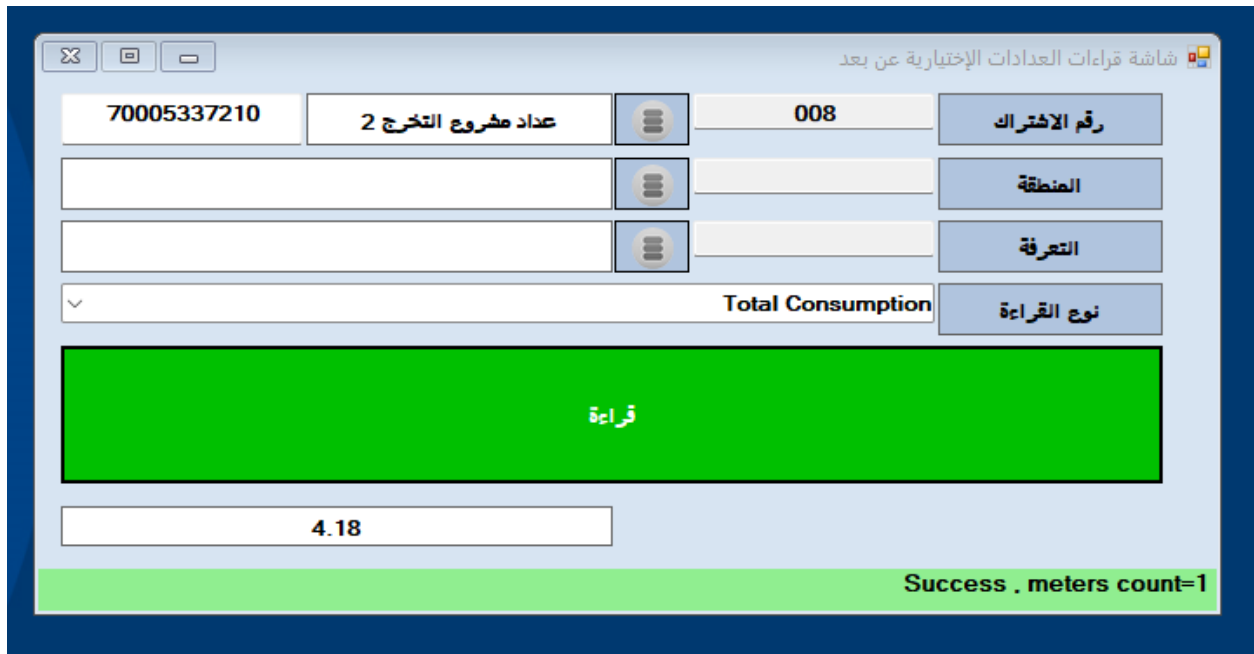 شاشة قراءات العدادات الإختيارية عن بعد
رقم الاشتراك 008 عداد مشروع التخرج 2 70005337210
المنطقة
التعرفة
نوع القراءة Total Consumption
قراءة
4.18
Success , meters count=1